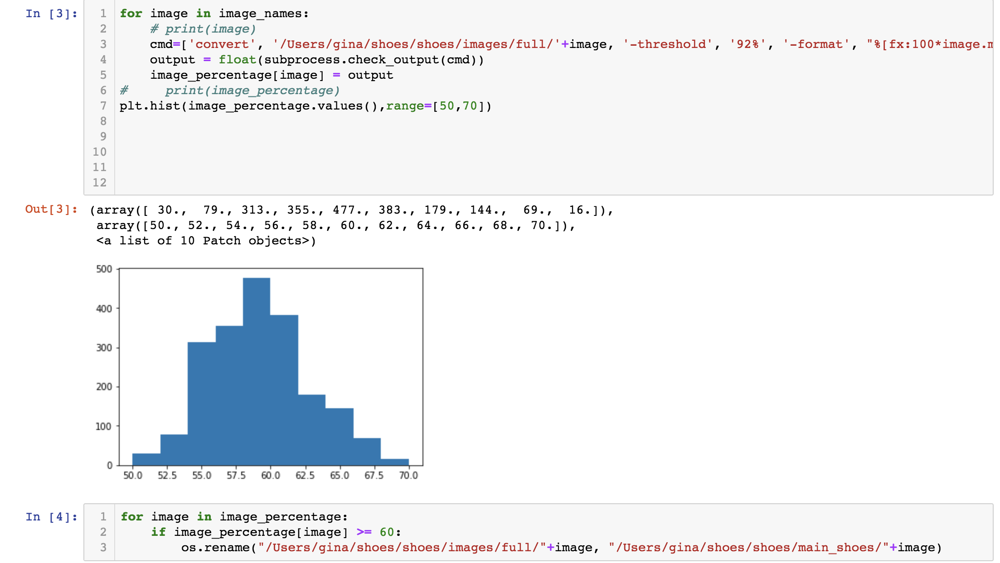 In [3]:
1 for image in image_names:
2     # print(image)
3     cmd=['convert', '/Users/gina/shoes/shoes/images/full/'+image, '-threshold', '92%', '-format', "%[fx:100*image.m
4     output = float(subprocess.check_output(cmd))
5     image_percentage[image] = output
6 #     print(image_percentage)
7 plt.hist(image_percentage.values(),range=[50,70])
8
9
10
11
12
Out[3]: (array([ 30.,  79., 313., 355., 477., 383., 179., 144.,  69.,  16.]),
 array([50., 52., 54., 56., 58., 60., 62., 64., 66., 68., 70.]),
 <a list of 10 Patch objects>)
500
400
300
200
100
0
50.0 52.5 55.0 57.5 60.0 62.5 65.0 67.5 70.0
In [4]:
1 for image in image_percentage:
2     if image_percentage[image] >= 60:
3         os.rename("/Users/gina/shoes/shoes/images/full/"+image, "/Users/gina/shoes/shoes/main_shoes/"+image)